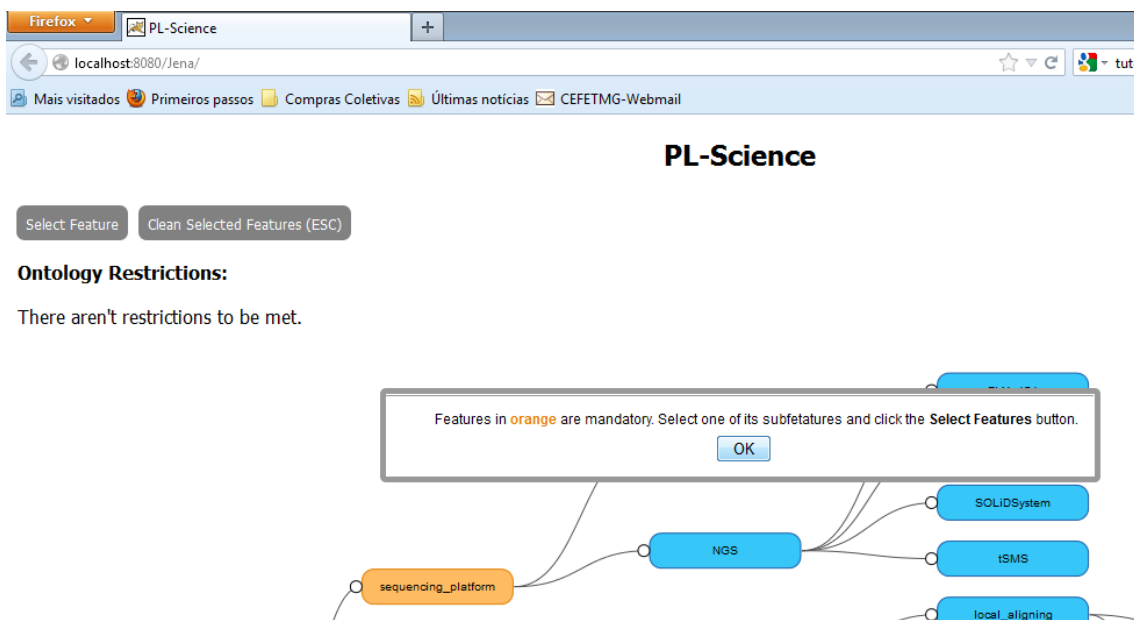 Firefox
PL-Science
+
localhost:8080/Jena/
tut
Mais visitados Primeiros passos Compras Coletivas Últimas notícias CEFETMG-Webmail
PL-Science
Select Feature Clean Selected Features (ESC)
Ontology Restrictions:
There aren't restrictions to be met.
Features in orange are mandatory. Select one of its subfetatures and click the Select Features button.
OK
SOLiDSystem
NGS
tSMS
sequencing_platform
local_aligning